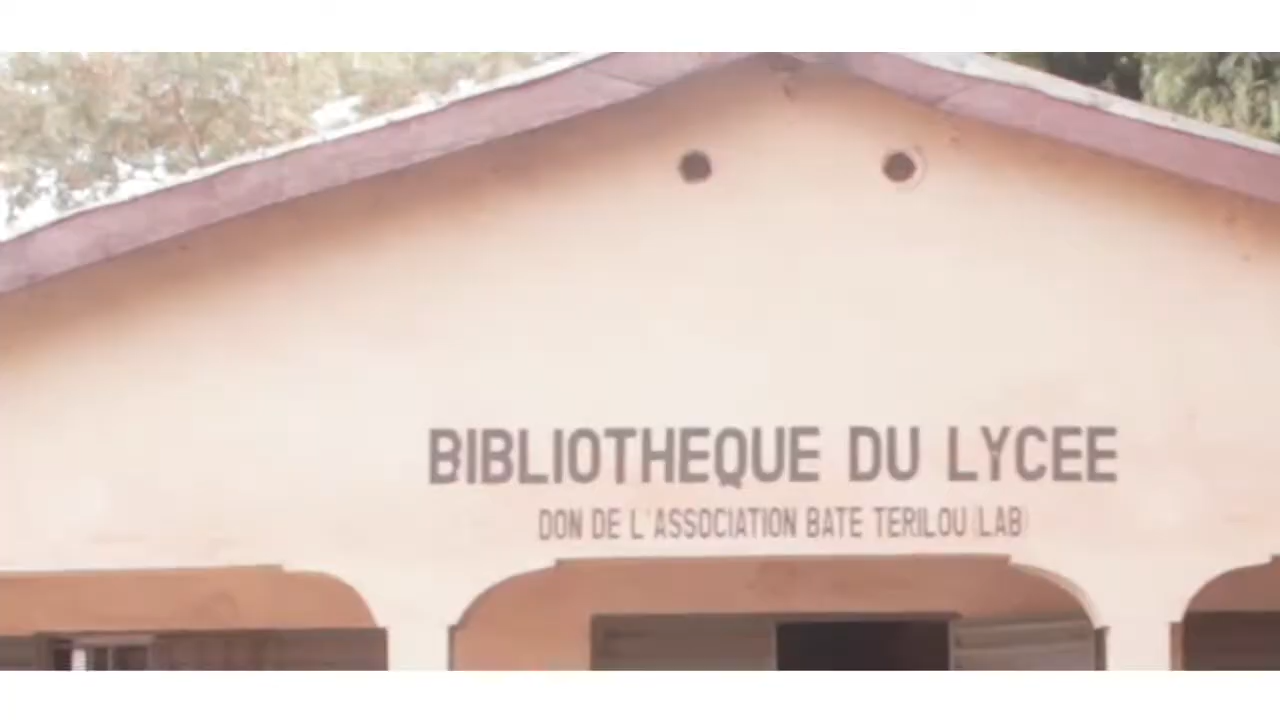 BIBLIOTHEQUE DU LYCEE
DON DE L'ASSOCIATION BATE TERILOU (LAB)